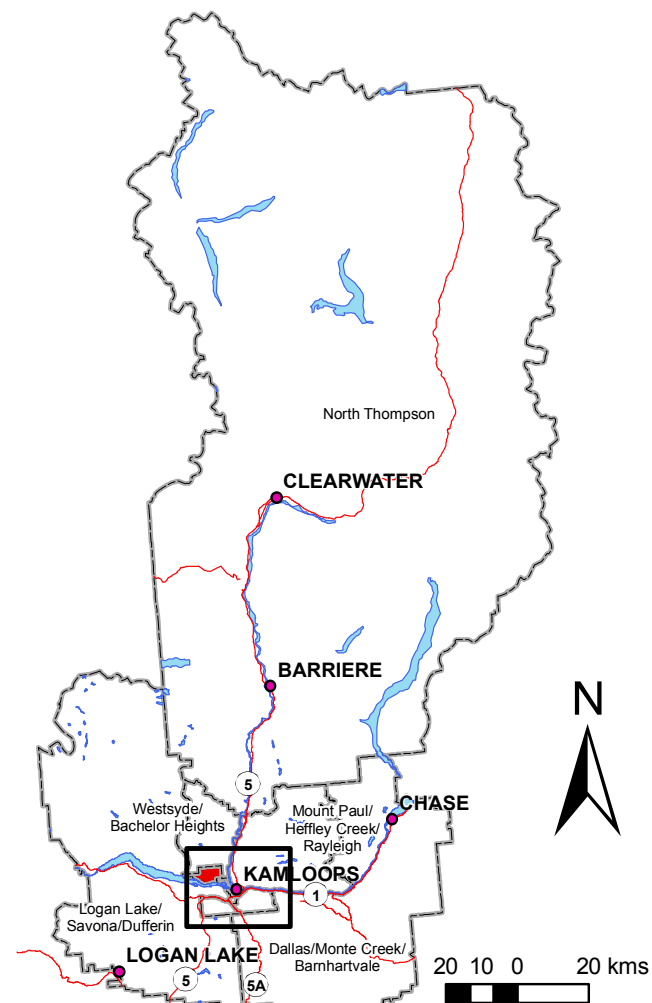 North Thompson
CLEARWATER
BARRIERE
N
5
Westsyde/
Bachelor Heights
Mount Paul/
Heffley Creek/
Rayleigh
CHASE
KAMLOOPS
1
Logan Lake/
Savona/Dufferin
Dallas/Monte Creek/
Barnhartvale
LOGAN LAKE
5
5A
20 10 0 20 kms